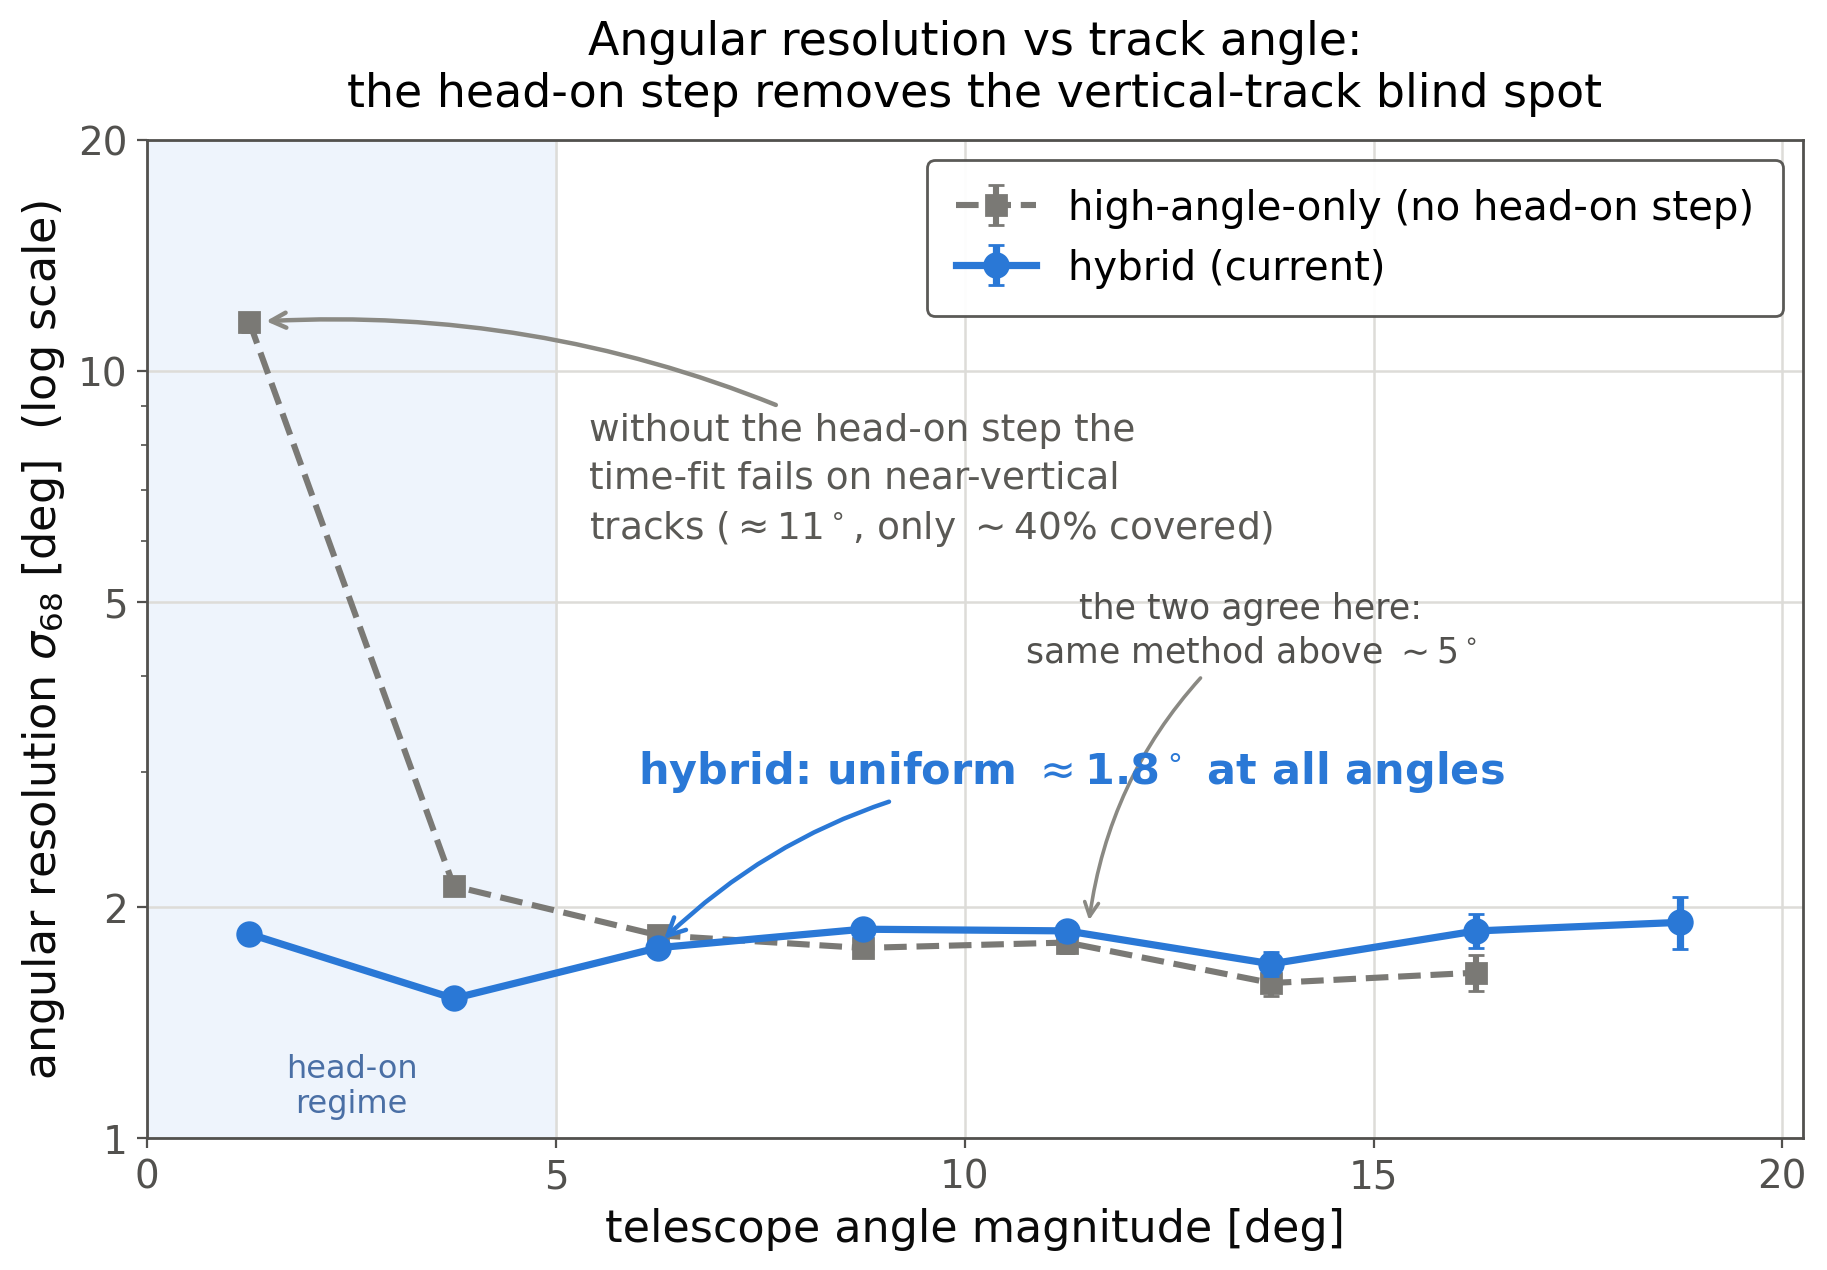 Angular resolution vs track angle:
the head-on step removes the vertical-track blind spot
angular resolution σ₆₈ [deg]  (log scale)
20
10
5
2
1
high-angle-only (no head-on step)
hybrid (current)
without the head-on step the
time-fit fails on near-vertical
tracks (≈11°, only ~40% covered)
the two agree here:
same method above ~5°
hybrid: uniform ≈1.8° at all angles
head-on
regime
0
5
10
15
20
telescope angle magnitude [deg]